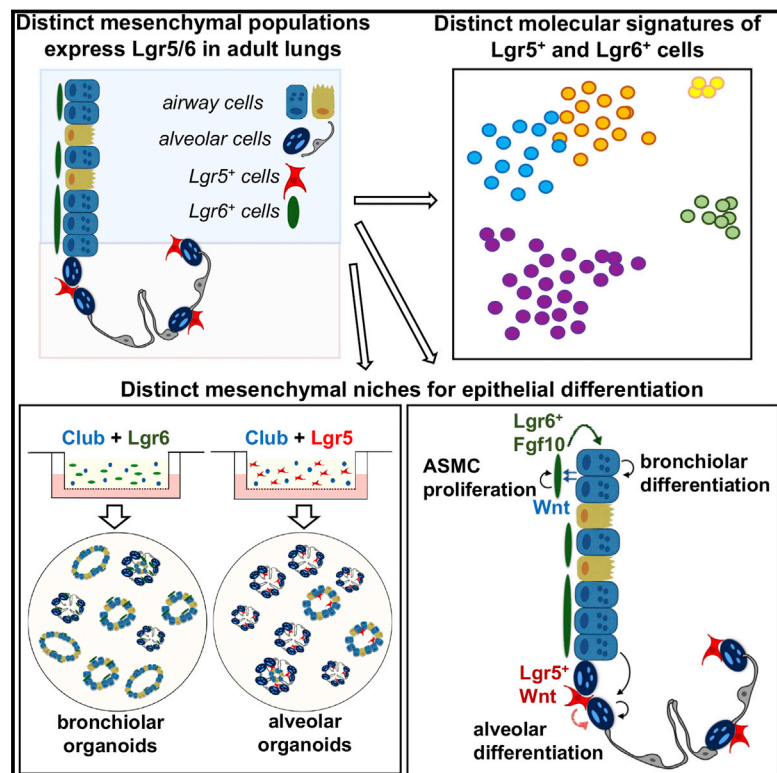 Distinct mesenchymal populations
express Lgr5/6 in adult lungs
airway cells
alveolar cells
Lgr5+ cells
Lgr6+ cells
Distinct molecular signatures of
Lgr5+ and Lgr6+ cells
Distinct mesenchymal niches for epithelial differentiation
Club + Lgr6
Club + Lgr5
bronchiolar
organoids
alveolar
organoids
Lgr6+
Fgf10
ASMC
proliferation
bronchiolar
differentiation
Wnt
Lgr5+
Wnt
alveolar
differentiation